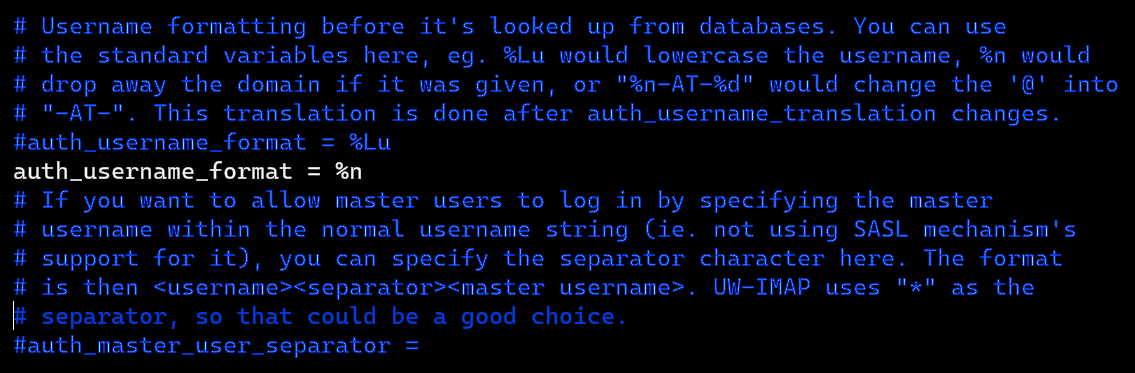 # Username formatting before it's looked up from databases. You can use
# the standard variables here, eg. %Lu would lowercase the username, %n would
# drop away the domain if it was given, or "%n-AT-%d" would change the '@' into
# "-AT-". This translation is done after auth_username_translation changes.
#auth_username_format = %Lu
auth_username_format = %n
# If you want to allow master users to log in by specifying the master
# username within the normal username string (ie. not using SASL mechanism's
# support for it), you can specify the separator character here. The format
# is then <username><separator><master username>. UW-IMAP uses "*" as the
# separator, so that could be a good choice.
#auth_master_user_separator =